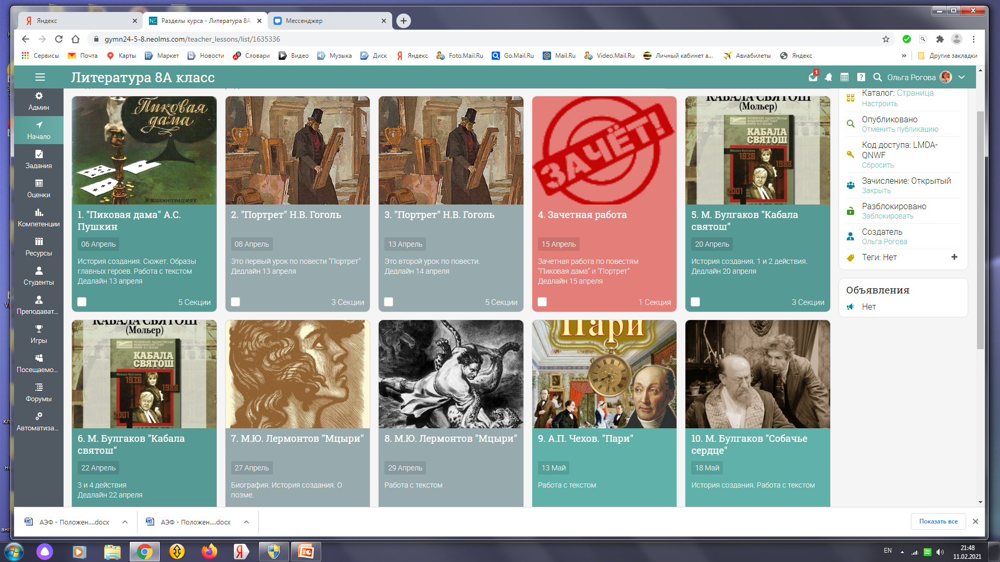 Яндекс
Разделы курса - Литература 8А
Мессенджер
gymn24-5-8.neolms.com/teacher_lessons/list/1635336
Сервисы
Почта
Карты
Маркет
Новости
Словари
Видео
Музыка
Диск
Яндекс
Foto.Mail.Ru
Go.Mail.Ru
Mail.Ru
Video.Mail.Ru
Личный кабинет а...
Авиабилеты
Яндекс
Другие закладки
Литература 8А класс
1
Ольга Рогова
Админ
Начало
Задания
Оценки
Компетенции
Ресурсы
Студенты
Преподават...
Игры
Посещаемо...
Форумы
Автоматиза...
Пиковая
дама
В ИЛЛЮСТРАЦИЯХ
1. "Пиковая дама" А.С.
Пушкин
06 Апрель
История создания. Сюжет. Образы
главных героев. Работа с текстом
Дедлайн 13 апреля
5 Секции
2. "Портрет" Н.В. Гоголь
08 Апрель
Это первый урок по повести "Портрет"
Дедлайн 13 апреля
3 Секции
3. "Портрет" Н.В. Гоголь
13 Апрель
Это второй урок по повести.
Дедлайн 14 апреля
5 Секции
ЗАЧЁТ!
4. Зачетная работа
15 Апрель
Зачетная работа по повестям
"Пиковая дама" и "Портрет"
Дедлайн 15 апреля
1 Секция
КАБАЛА СВЯТОШ
(Мольер)
КАБАЛА
СВЯТОШ
1936
1988
2001
5. М. Булгаков "Кабала
святош"
20 Апрель
История создания. 1 и 2 действия.
Дедлайн 20 апреля
3 Секции
КАБАЛА СВЯТОШ
(Мольер)
КАБАЛА
СВЯТОШ
1936
1988
2001
6. М. Булгаков "Кабала
святош"
22 Апрель
3 и 4 действия
Дедлайн 22 апреля
7. М.Ю. Лермонтов "Мцыри"
27 Апрель
Биография. История создания. О
поэме.
8. М.Ю. Лермонтов "Мцыри"
29 Апрель
Работа с текстом
Пари
9. А.П. Чехов. "Пари"
13 Май
Работа с текстом
10. М. Булгаков "Собачье
сердце"
18 Май
История создания. Работа с текстом
Каталог: Страница
Настроить
Опубликовано
Отменить публикацию
Код доступа: LMDA-
QNWF
Сбросить
Зачисление: Открытый
Закрыть
Разблокировано
Заблокировать
Создатель
Ольга Рогова
Теги: Нет
Объявления
Нет
АЭФ - Положен....docx
АЭФ - Положен....docx
Показать все
EN
21:48
11.02.2021